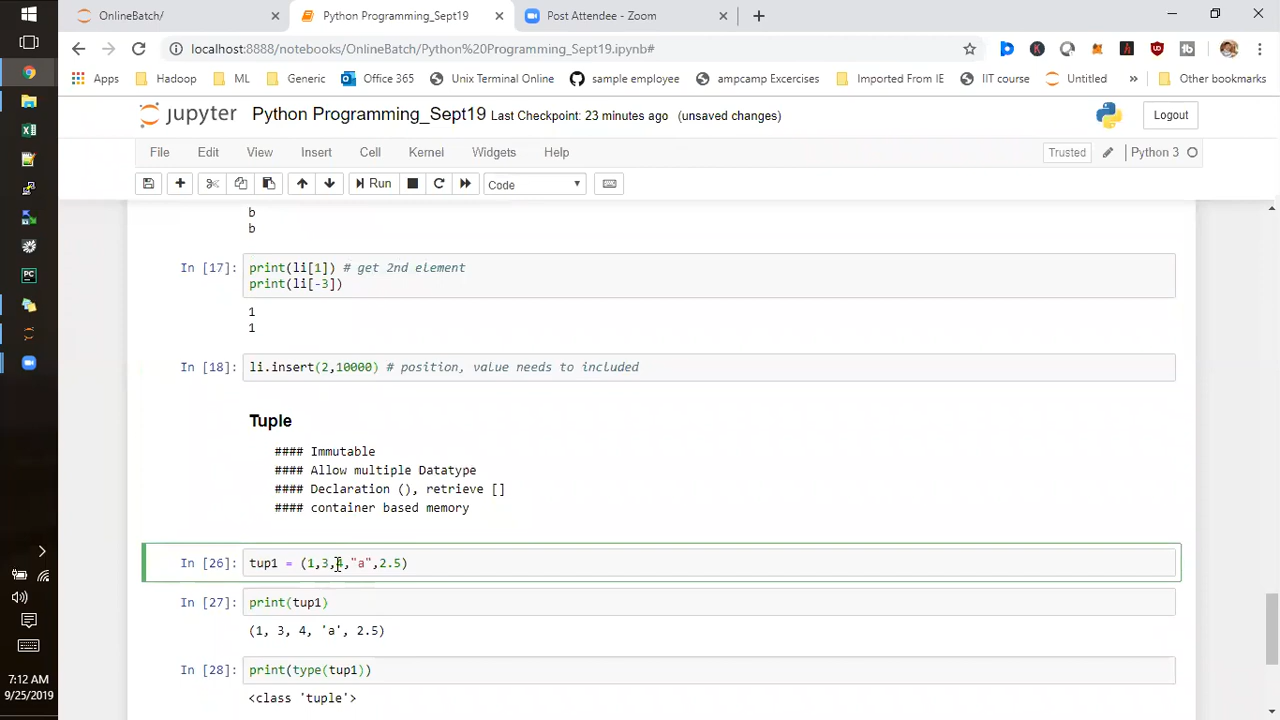 OnlineBatch/
Python Programming_Sept19
Post Attendee - Zoom
localhost:8888/notebooks/OnlineBatch/Python%20Programming_Sept19.ipynb#
Apps Hadoop ML Generic Office 365 Unix Terminal Online sample employee ampcamp Excercises Imported From IE IIT course Untitled » Other bookmarks
jupyter Python Programming_Sept19 Last Checkpoint: 23 minutes ago (unsaved changes) Logout
File Edit View Insert Cell Kernel Widgets Help Trusted Python 3
Run Code
b
b
In [17]: print(li[1]) # get 2nd element
print(li[-3])
1
1
In [18]: li.insert(2,10000) # position, value needs to included
Tuple
#### Immutable
#### Allow multiple Datatype
#### Declaration (), retrieve []
#### container based memory
In [26]: tup1 = (1,3,4,"a",2.5)
In [27]: print(tup1)
(1, 3, 4, 'a', 2.5)
In [28]: print(type(tup1))
<class 'tuple'>
7:12 AM
9/25/2019